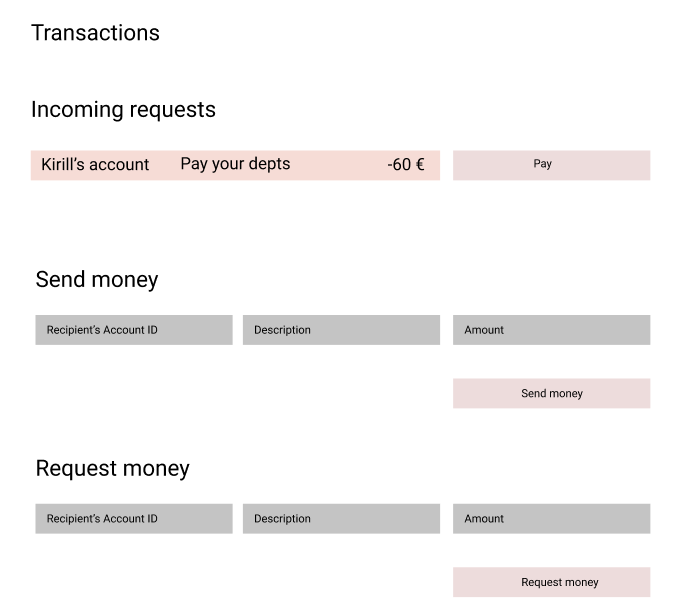 Transactions
Incoming requests
Kirill's account Pay your depts -60 € Pay
Send money
Recipient's Account ID Description Amount
Send money
Request money
Recipient's Account ID Description Amount
Request money